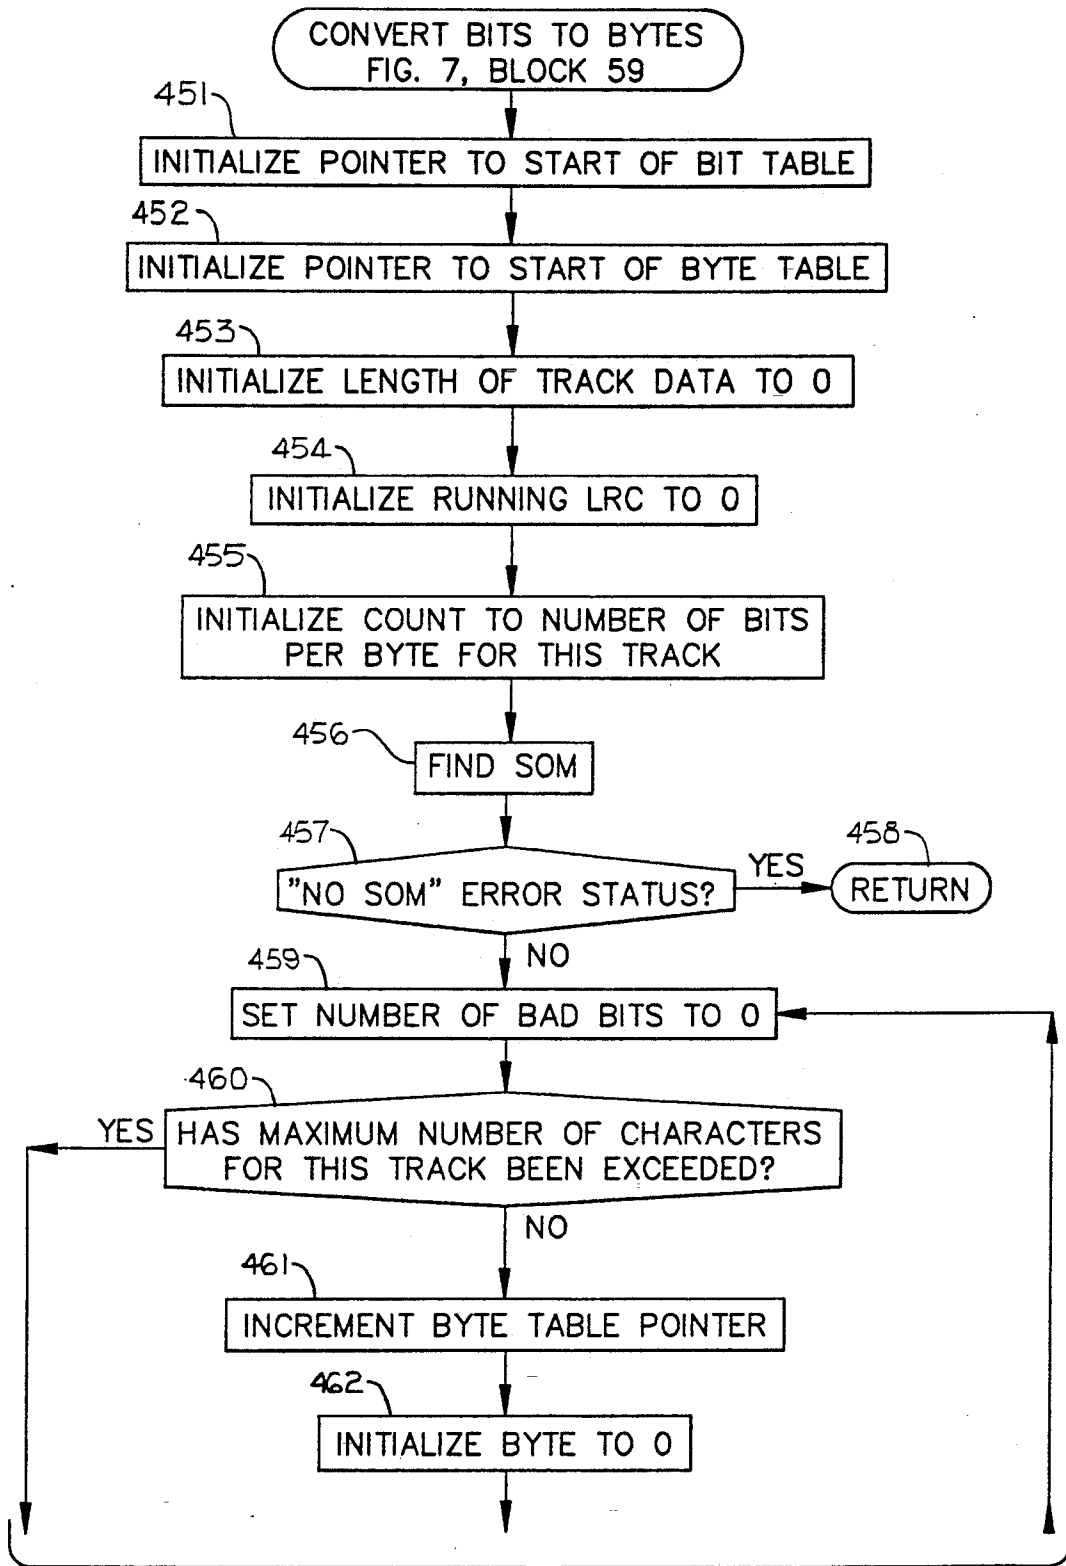 CONVERT BITS TO BYTES
FIG. 7, BLOCK 59
451
INITIALIZE POINTER TO START OF BIT TABLE
452
INITIALIZE POINTER TO START OF BYTE TABLE
453
INITIALIZE LENGTH OF TRACK DATA TO 0
454
INITIALIZE RUNNING LRC TO 0
455
INITIALIZE COUNT TO NUMBER OF BITS
PER BYTE FOR THIS TRACK
456
FIND SOM
457
"NO SOM" ERROR STATUS?
YES
458
RETURN
NO
459
SET NUMBER OF BAD BITS TO 0
460
YES
HAS MAXIMUM NUMBER OF CHARACTERS
FOR THIS TRACK BEEN EXCEEDED?
NO
461
INCREMENT BYTE TABLE POINTER
462
INITIALIZE BYTE TO 0